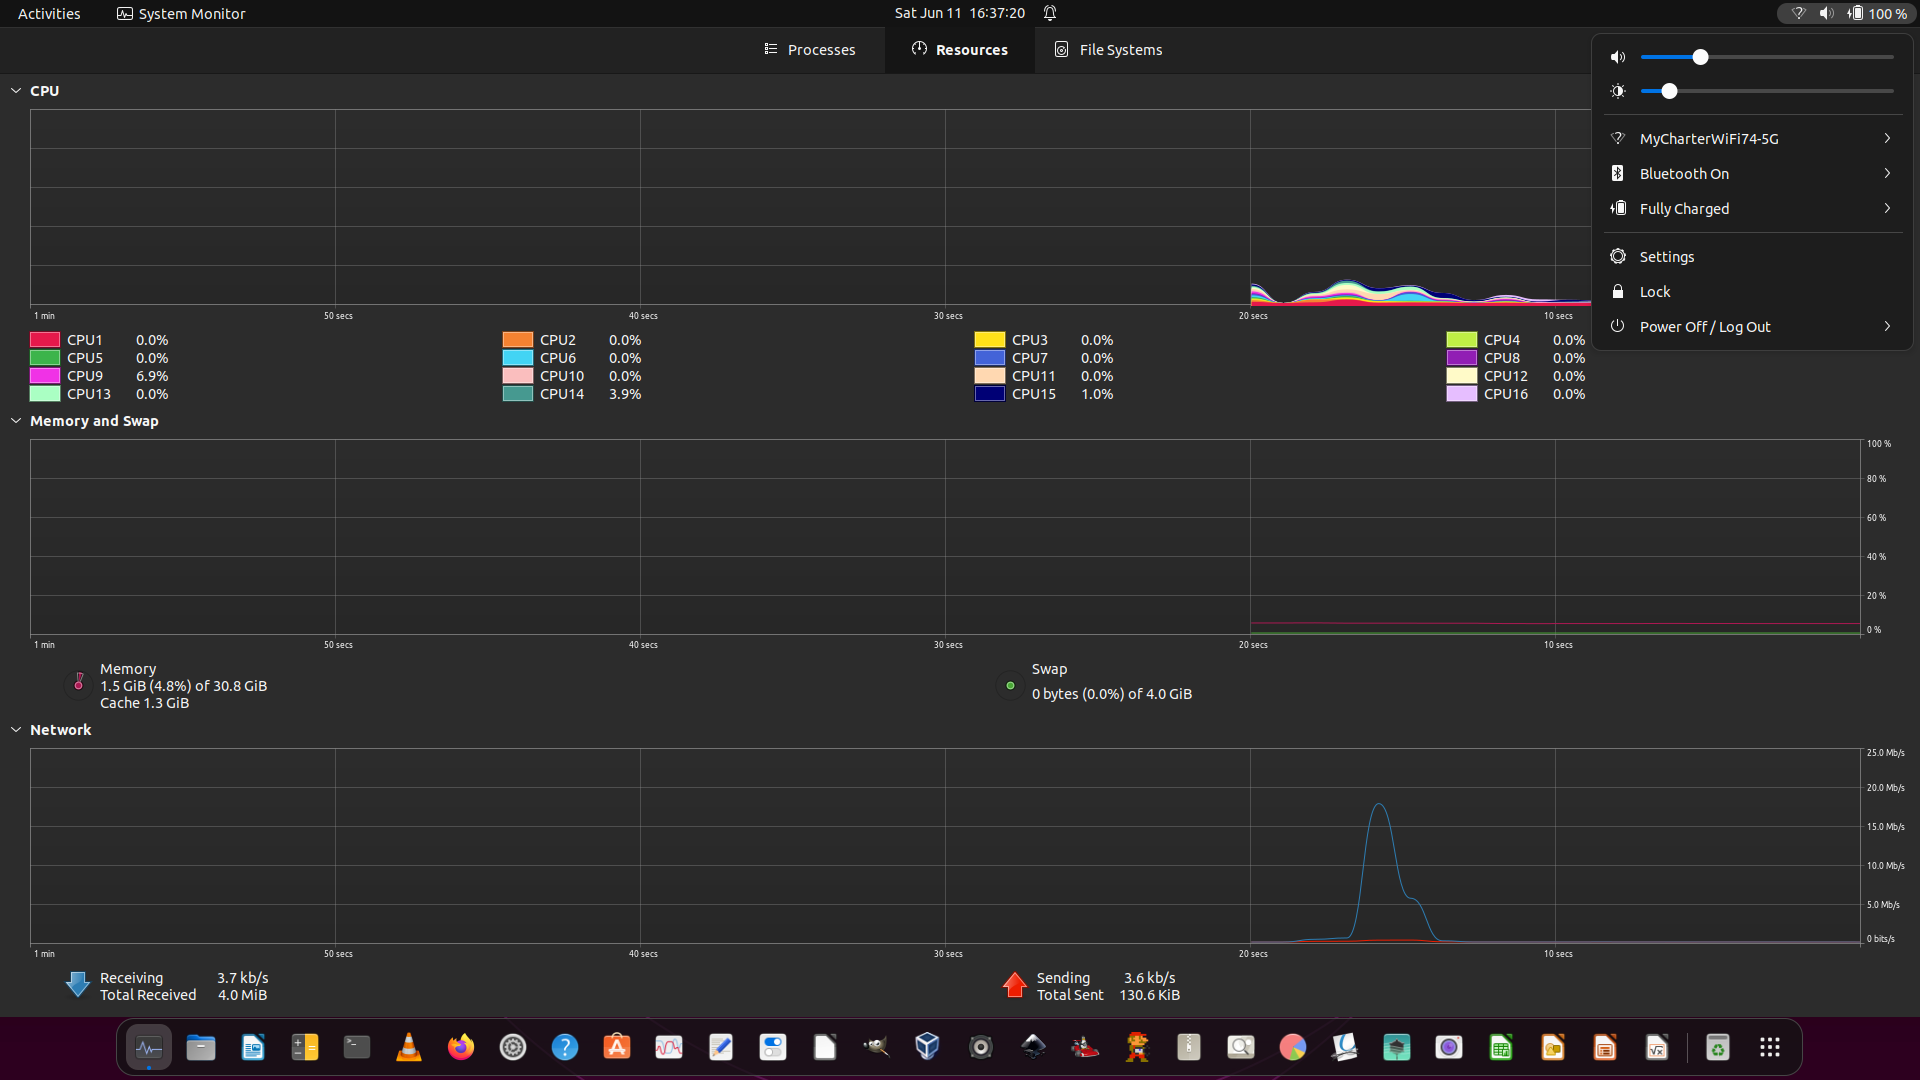 Activities System Monitor Sat Jun 11 16:37:20 100 %
Processes Resources File Systems
CPU
1 min 50 secs 40 secs 30 secs 20 secs 10 secs
CPU1 0.0% CPU2 0.0% CPU3 0.0% CPU4 0.0%
CPU5 0.0% CPU6 0.0% CPU7 0.0% CPU8 0.0%
CPU9 6.9% CPU10 0.0% CPU11 0.0% CPU12 0.0%
CPU13 0.0% CPU14 3.9% CPU15 1.0% CPU16 0.0%
MyCharterWiFi74-5G
Bluetooth On
Fully Charged
Settings
Lock
Power Off / Log Out
Memory and Swap
100 %
80 %
60 %
40 %
20 %
0 %
1 min 50 secs 40 secs 30 secs 20 secs 10 secs
Memory
1.5 GiB (4.8%) of 30.8 GiB
Cache 1.3 GiB
Swap
0 bytes (0.0%) of 4.0 GiB
Network
25.0 Mb/s
20.0 Mb/s
15.0 Mb/s
10.0 Mb/s
5.0 Mb/s
0 bits/s
1 min 50 secs 40 secs 30 secs 20 secs 10 secs
Receiving 3.7 kb/s
Total Received 4.0 MiB
Sending 3.6 kb/s
Total Sent 130.6 KiB